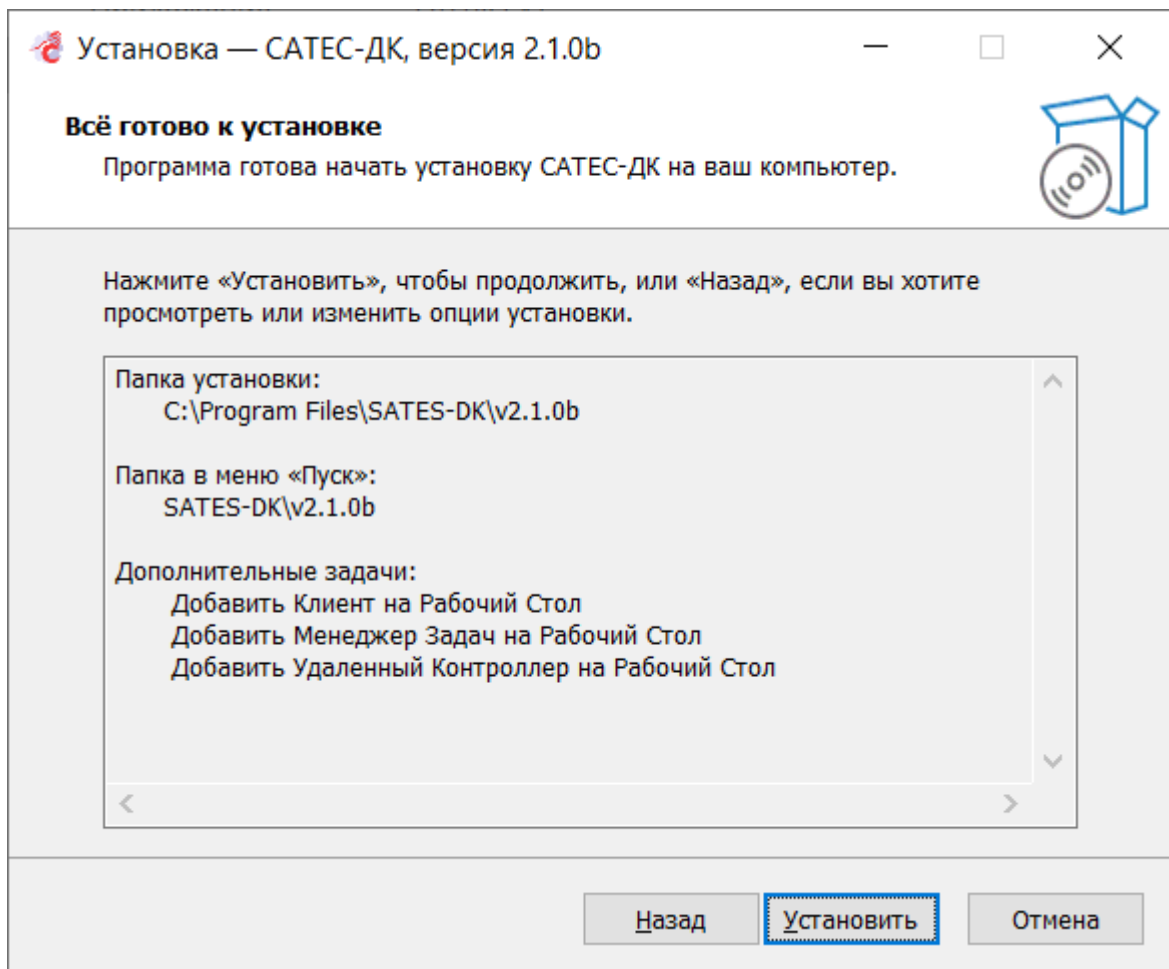 Установка — САТЕС-ДК, версия 2.1.0b
Всё готово к установке
Программа готова начать установку САТЕС-ДК на ваш компьютер.
Нажмите «Установить», чтобы продолжить, или «Назад», если вы хотите
просмотреть или изменить опции установки.
Папка установки:
C:\Program Files\SATES-DK\v2.1.0b
Папка в меню «Пуск»:
SATES-DK\v2.1.0b
Дополнительные задачи:
Добавить Клиент на Рабочий Стол
Добавить Менеджер Задач на Рабочий Стол
Добавить Удаленный Контроллер на Рабочий Стол
Назад Установить Отмена